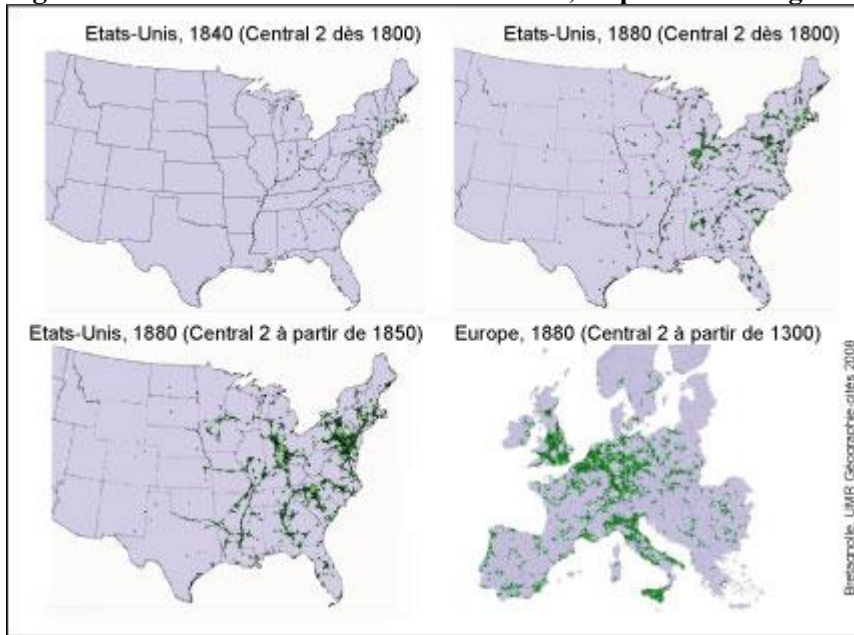 Etats-Unis, 1840 (Central 2 dès 1800)
Etats-Unis, 1880 (Central 2 dès 1800)
Etats-Unis, 1880 (Central 2 à partir de 1850)
Europe, 1880 (Central 2 à partir de 1300)
Bretagnolle, UMR Géographie-cités 2008